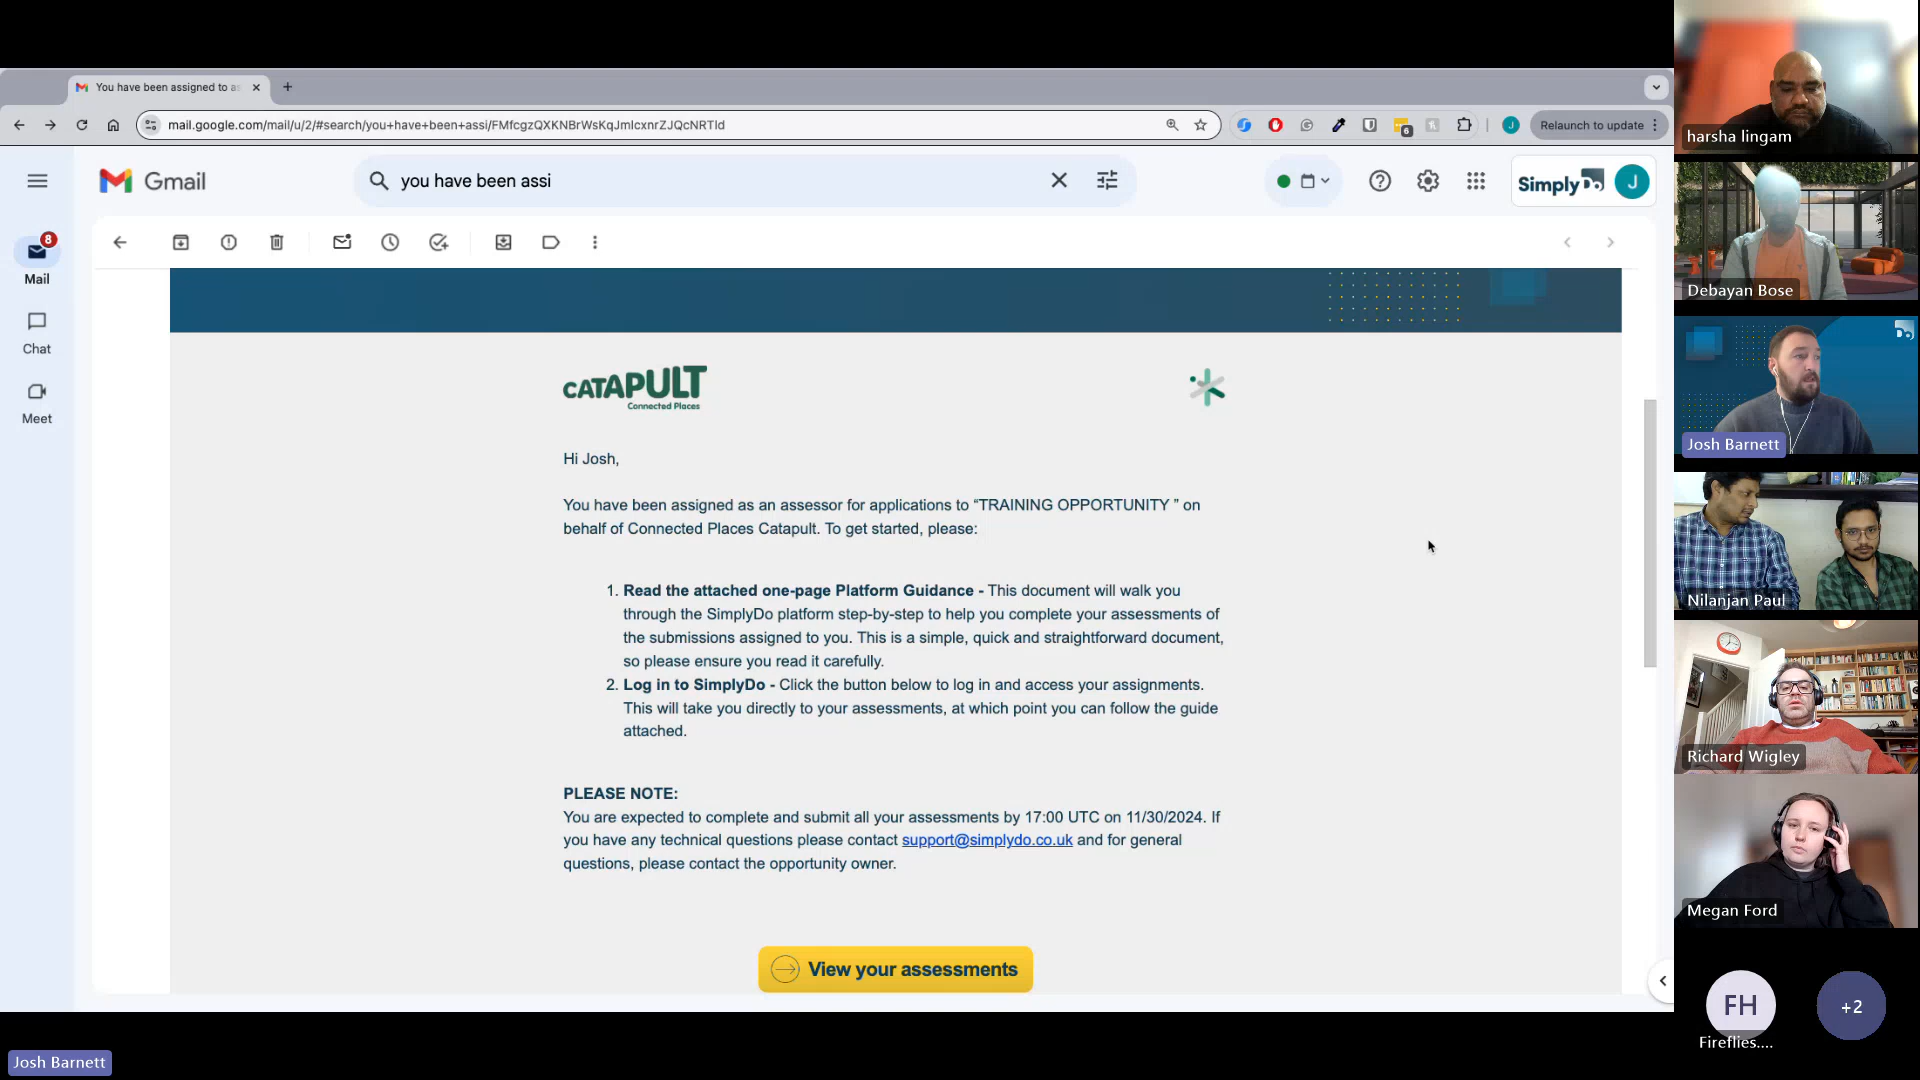 You have been assigned to a
mail.google.com/mail/u/2/#search/you+have+been+assi/FMfcgzQXKNBrWsKqJmlcxnrZJQcNRTld
6
J
Relaunch to update
Gmail
you have been assi
SimplyDo
J
8
Mail
Chat
Meet
CATAPULT
Connected Places
Hi Josh,
You have been assigned as an assessor for applications to “TRAINING OPPORTUNITY ” on
behalf of Connected Places Catapult. To get started, please:
1. Read the attached one-page Platform Guidance - This document will walk you
through the SimplyDo platform step-by-step to help you complete your assessments of
the submissions assigned to you. This is a simple, quick and straightforward document,
so please ensure you read it carefully.
2. Log in to SimplyDo - Click the button below to log in and access your assignments.
This will take you directly to your assessments, at which point you can follow the guide
attached.
PLEASE NOTE:
You are expected to complete and submit all your assessments by 17:00 UTC on 11/30/2024. If
you have any technical questions please contact support@simplydo.co.uk and for general
questions, please contact the opportunity owner.
View your assessments
harsha lingam
Debayan Bose
Do
Josh Barnett
Nilanjan Paul
Richard Wigley
Megan Ford
FH
Fireflies....
+2
Josh Barnett